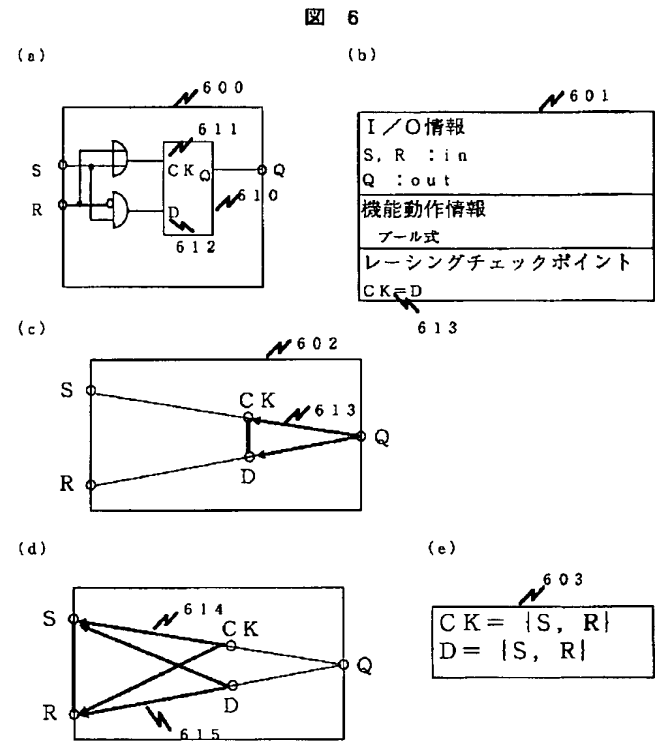 図 6
(a)
(b)
600
601
611
S
CK Q
Q
610
R
D
612
I/O情報
S, R :in
Q :out
機能動作情報
ブール式
レーシングチェックポイント
CK=D
613
(c)
602
S
CK
613
Q
D
R
(d)
(e)
614
603
S
CK
Q
D
R
615
CK= {S, R}
D= {S, R}